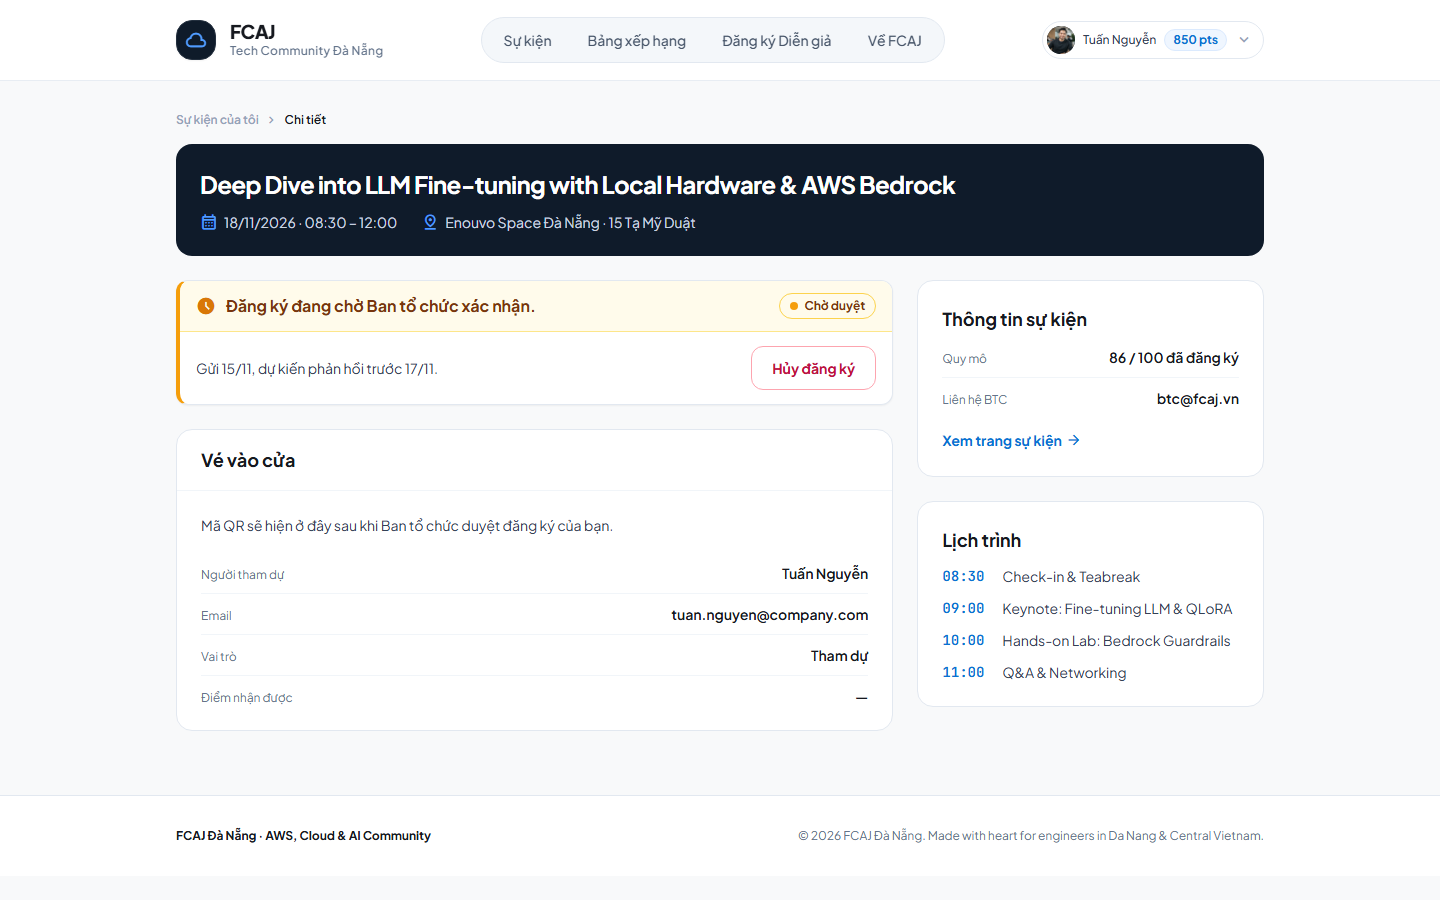 FCAJ
Tech Community Đà Nẵng
Sự kiện
Bảng xếp hạng
Đăng ký Diễn giả
Về FCAJ
Tuấn Nguyễn
850 pts
Sự kiện của tôi
Chi tiết
Deep Dive into LLM Fine-tuning with Local Hardware & AWS Bedrock
18/11/2026 · 08:30 – 12:00
Enouvo Space Đà Nẵng · 15 Tạ Mỹ Duật
Đăng ký đang chờ Ban tổ chức xác nhận.
Chờ duyệt
Gửi 15/11, dự kiến phản hồi trước 17/11.
Hủy đăng ký
Vé vào cửa
Mã QR sẽ hiện ở đây sau khi Ban tổ chức duyệt đăng ký của bạn.
Người tham dự
Tuấn Nguyễn
Email
tuan.nguyen@company.com
Vai trò
Tham dự
Điểm nhận được
—
Thông tin sự kiện
Quy mô
86 / 100 đã đăng ký
Liên hệ BTC
btc@fcaj.vn
Xem trang sự kiện →
Lịch trình
08:30 Check-in & Teabreak
09:00 Keynote: Fine-tuning LLM & QLoRA
10:00 Hands-on Lab: Bedrock Guardrails
11:00 Q&A & Networking
FCAJ Đà Nẵng · AWS, Cloud & AI Community
© 2026 FCAJ Đà Nẵng. Made with heart for engineers in Da Nang & Central Vietnam.